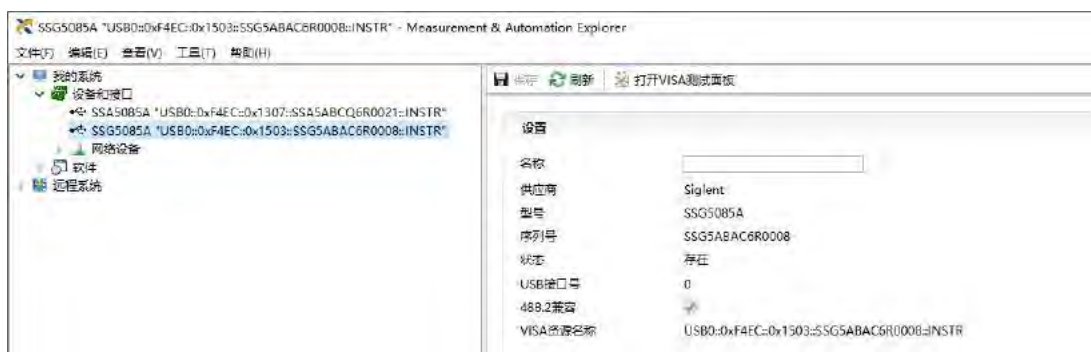 SSG5085A "USB0::0xF4EC::0x1503::SSG5ABAC6R0008::INSTR" - Measurement & Automation Explorer
文件(F) 编辑(E) 查看(V) 工具(T) 帮助(H)
我的系统
设备和接口
SSA5085A "USB0::0xF4EC::0x1307::SSA5ABCQ6R0021::INSTR"
SSG5085A "USB0::0xF4EC::0x1503::SSG5ABAC6R0008::INSTR"
网络设备
软件
远程系统
保存 刷新 打开VISA测试面板
设置
名称
供应商 Siglent
型号 SSG5085A
序列号 SSG5ABAC6R0008
状态 存在
USB接口号 0
488.2兼容
VISA资源名称 USB0::0xF4EC::0x1503::SSG5ABAC6R0008::INSTR